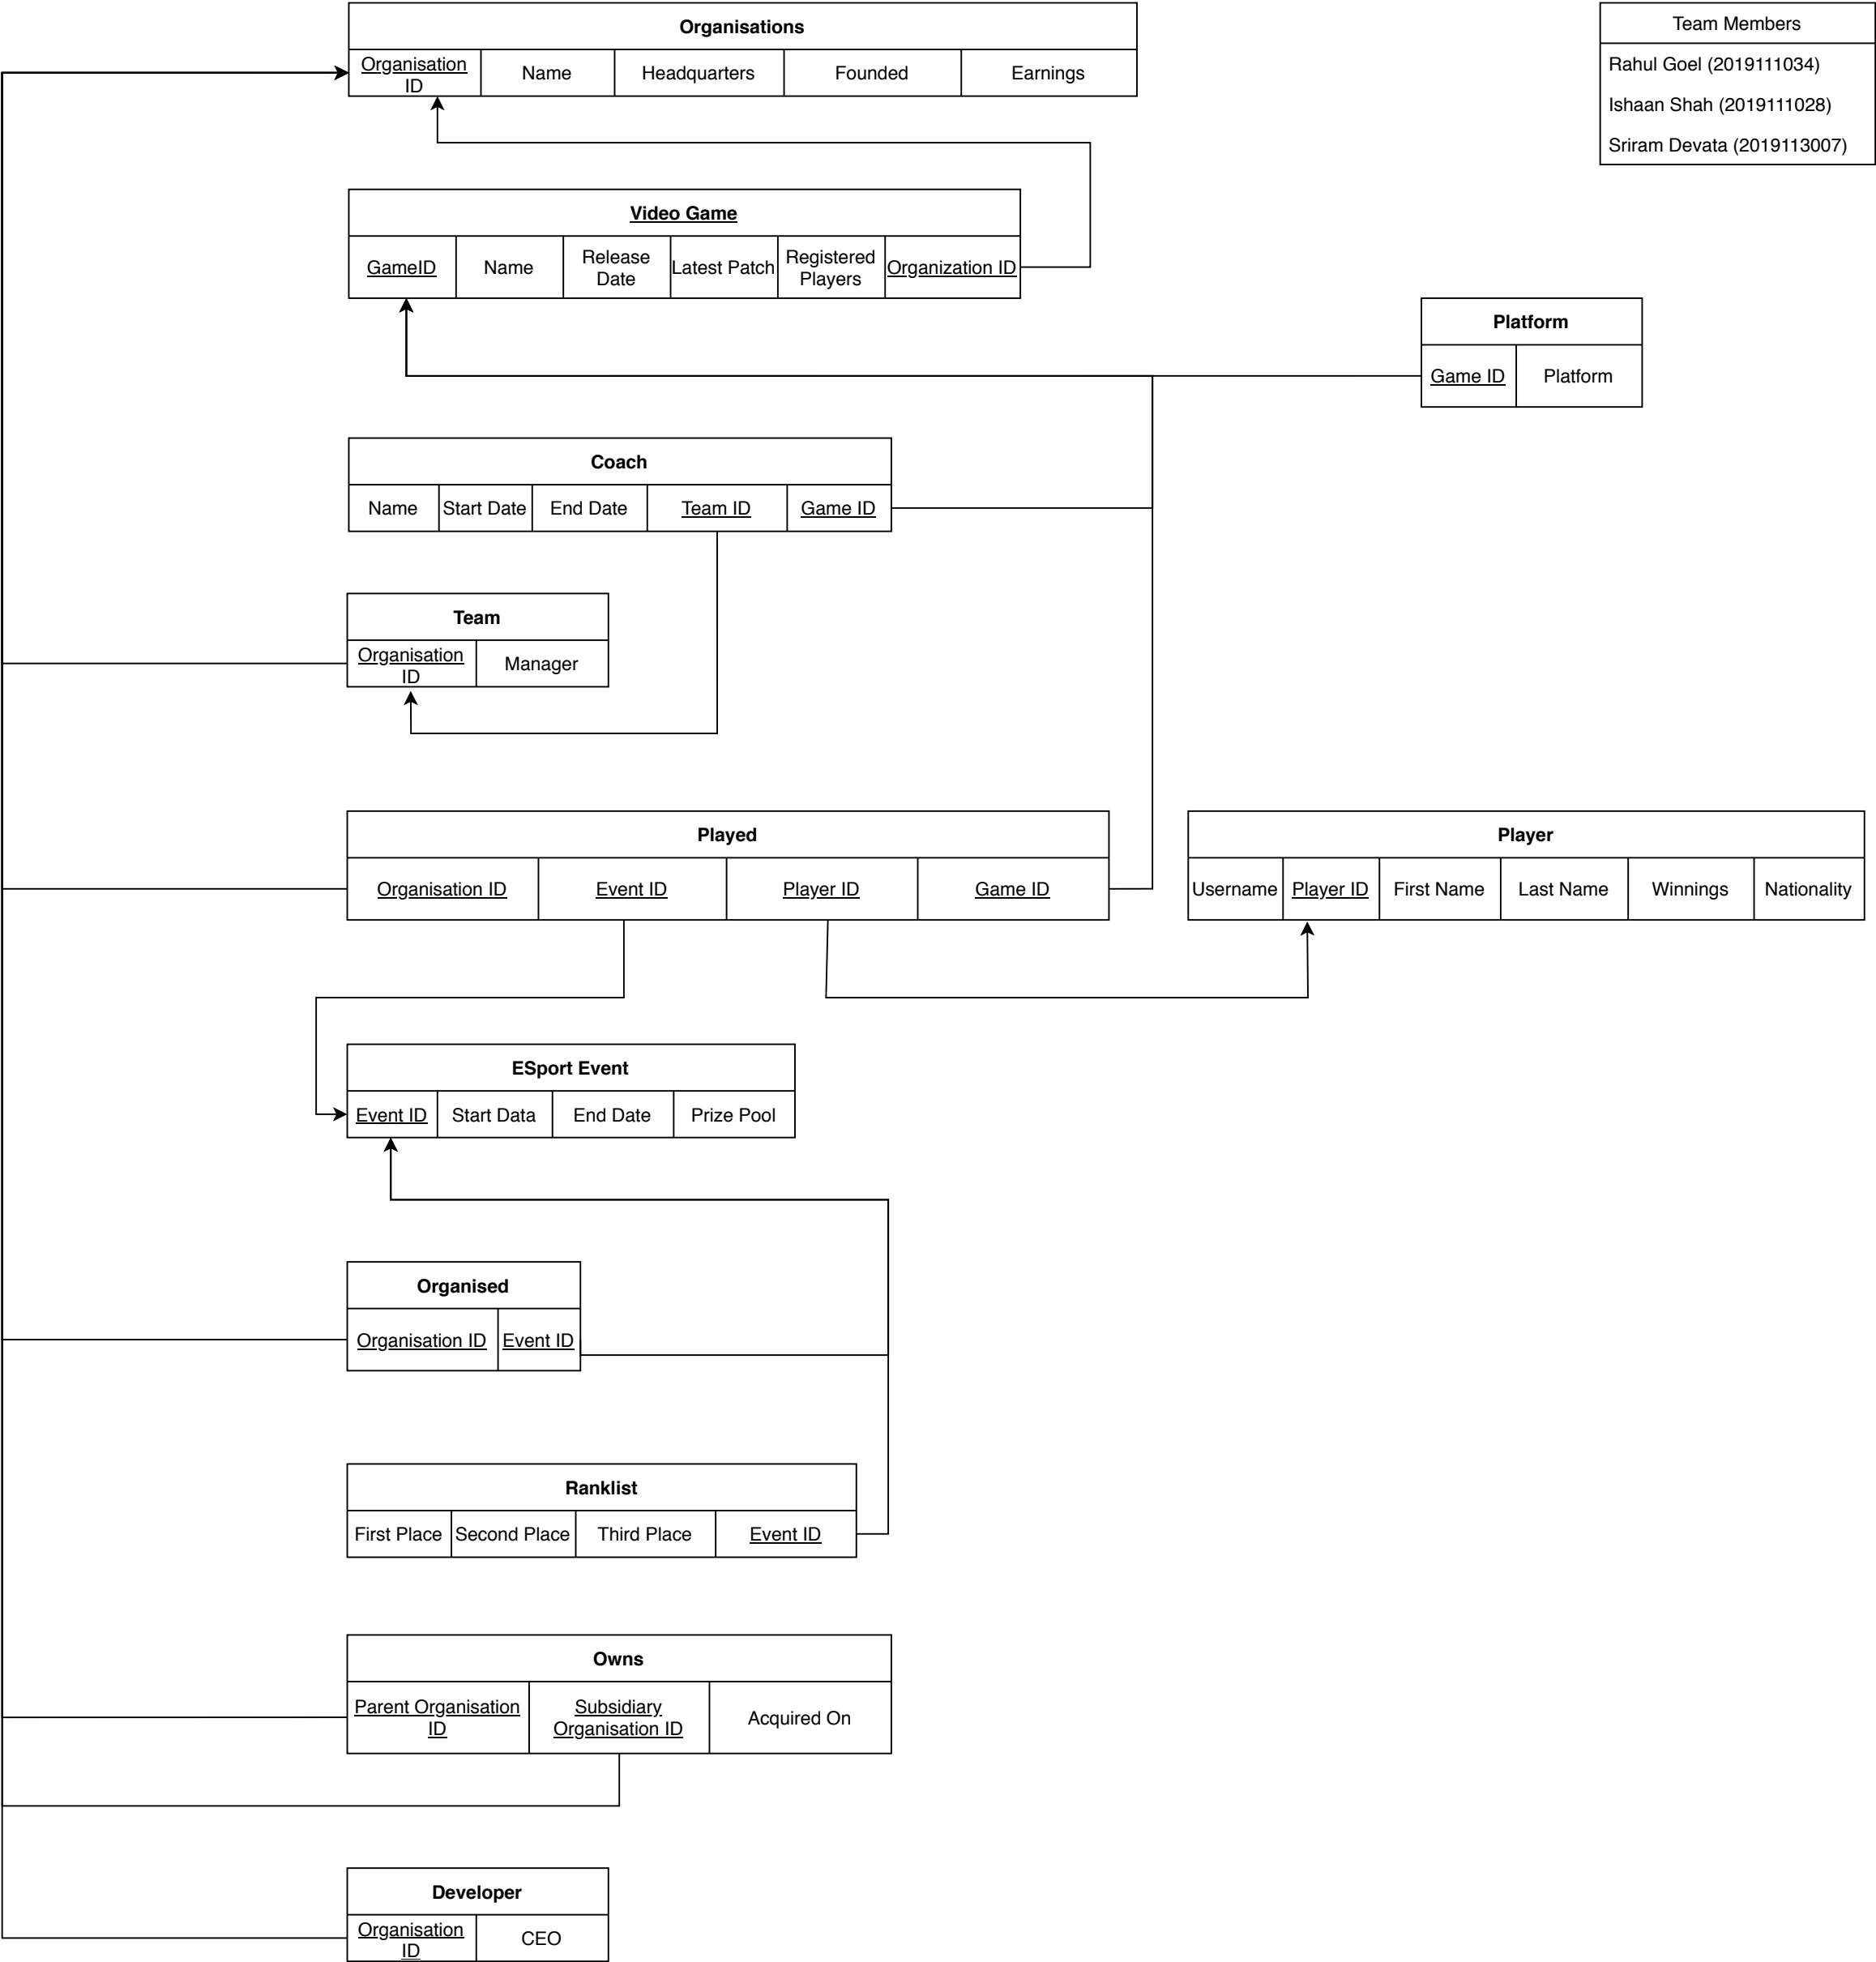 Organisations
Organisation
ID
Name
Headquarters
Founded
Earnings
Team Members
Rahul Goel (2019111034)
Ishaan Shah (2019111028)
Sriram Devata (2019113007)
Video Game
GameID
Name
Release
Date
Latest Patch
Registered
Players
Organization ID
Platform
Game ID
Platform
Coach
Name
Start Date
End Date
Team ID
Game ID
Team
Organisation
ID
Manager
Played
Organisation ID
Event ID
Player ID
Game ID
Player
Username
Player ID
First Name
Last Name
Winnings
Nationality
ESport Event
Event ID
Start Data
End Date
Prize Pool
Organised
Organisation ID
Event ID
Ranklist
First Place
Second Place
Third Place
Event ID
Owns
Parent Organisation
ID
Subsidiary
Organisation ID
Acquired On
Developer
Organisation
ID
CEO